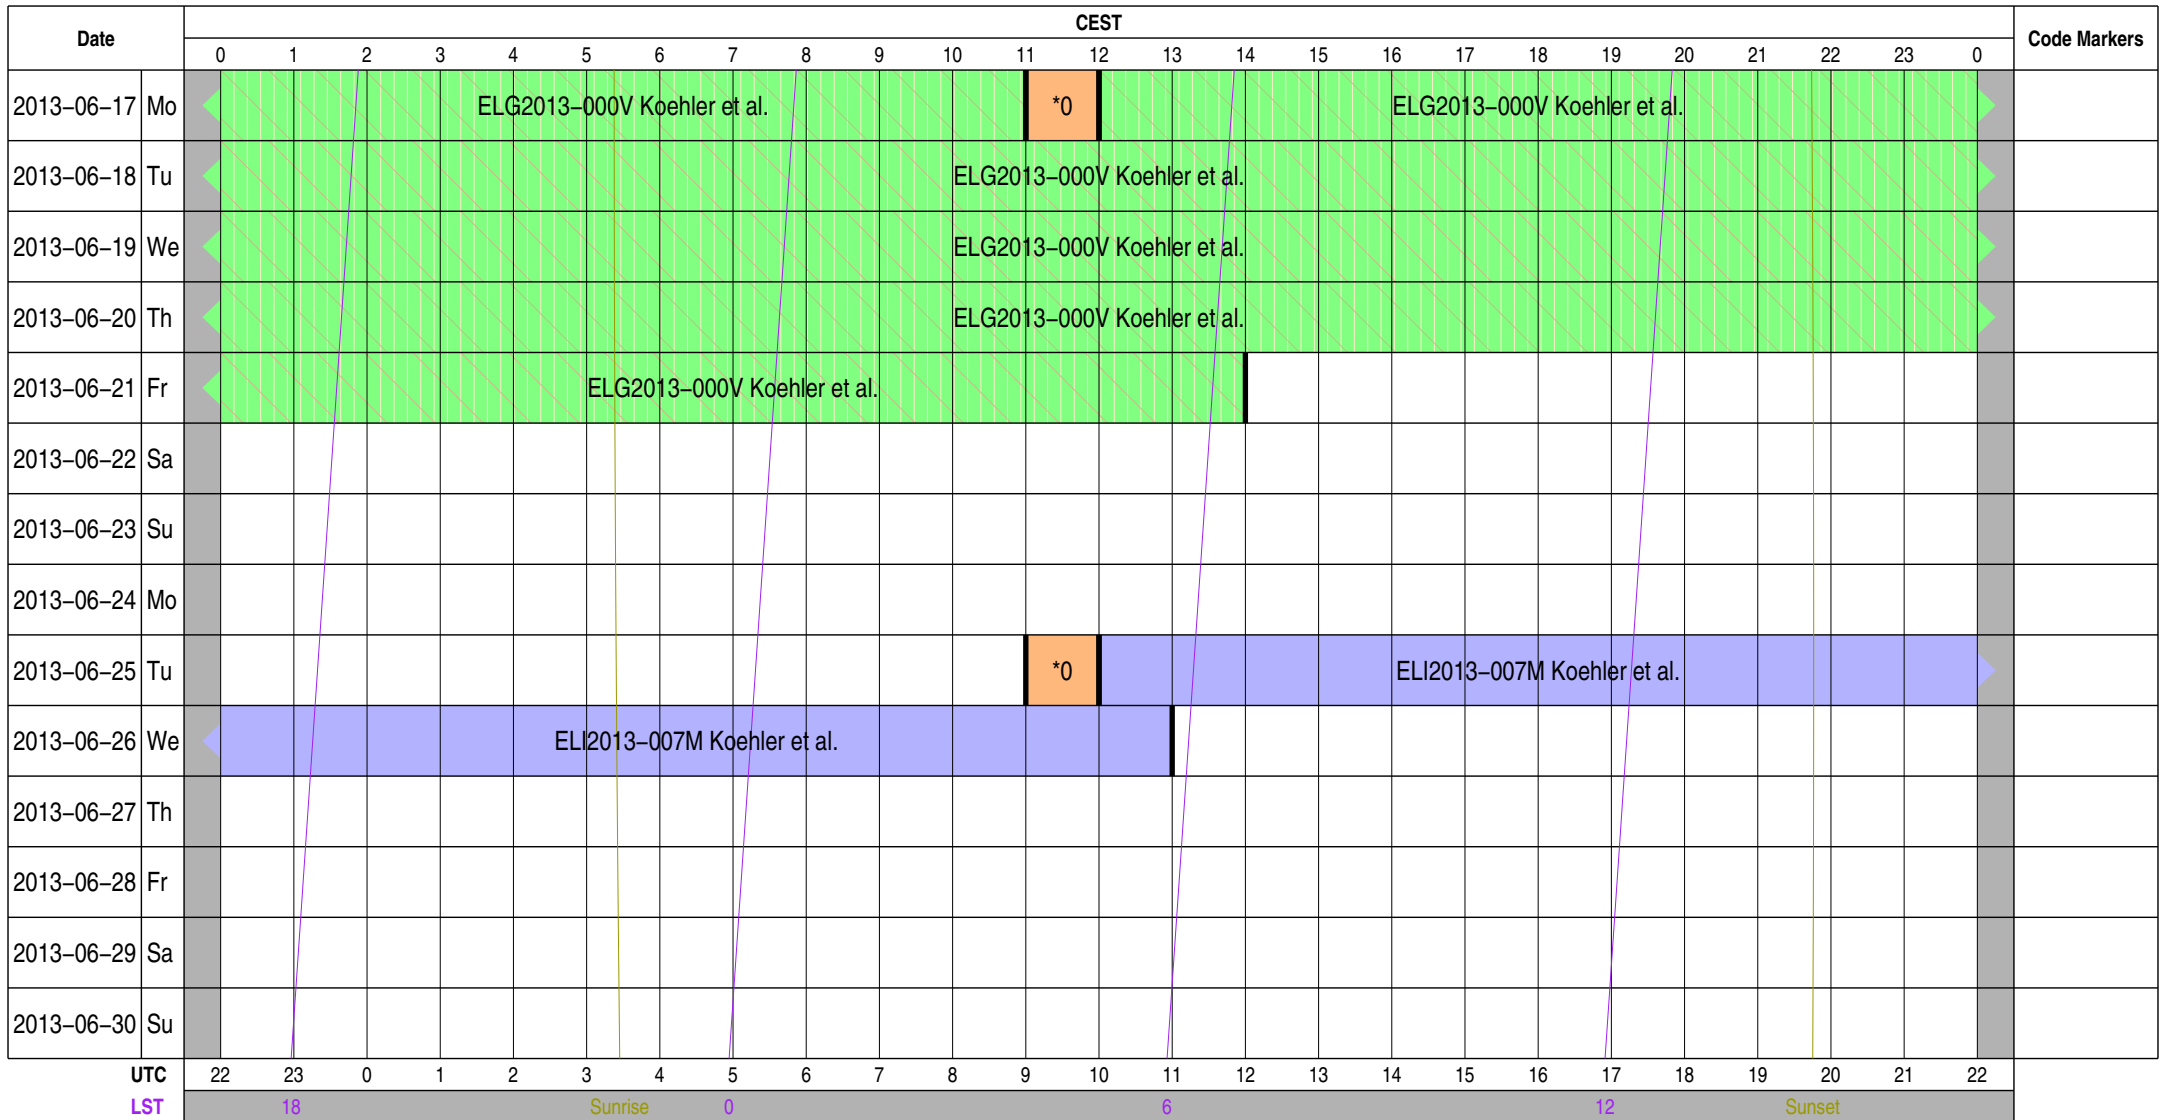 Date CEST Code Markers
0 1 2 3 4 5 6 7 8 9 10 11 12 13 14 15 16 17 18 19 20 21 22 23 0
2013−06−17 Mo ELG2013−000V Koehler et al. *0 ELG2013−000V Koehler et al.
2013−06−18 Tu ELG2013−000V Koehler et al.
2013−06−19 We ELG2013−000V Koehler et al.
2013−06−20 Th ELG2013−000V Koehler et al.
2013−06−21 Fr ELG2013−000V Koehler et al.
2013−06−22 Sa
2013−06−23 Su
2013−06−24 Mo
2013−06−25 Tu *0 ELI2013−007M Koehler et al.
2013−06−26 We ELI2013−007M Koehler et al.
2013−06−27 Th
2013−06−28 Fr
2013−06−29 Sa
2013−06−30 Su
UTC 22 23 0 1 2 3 4 5 6 7 8 9 10 11 12 13 14 15 16 17 18 19 20 21 22
LST 18 Sunrise 0 6 12 Sunset